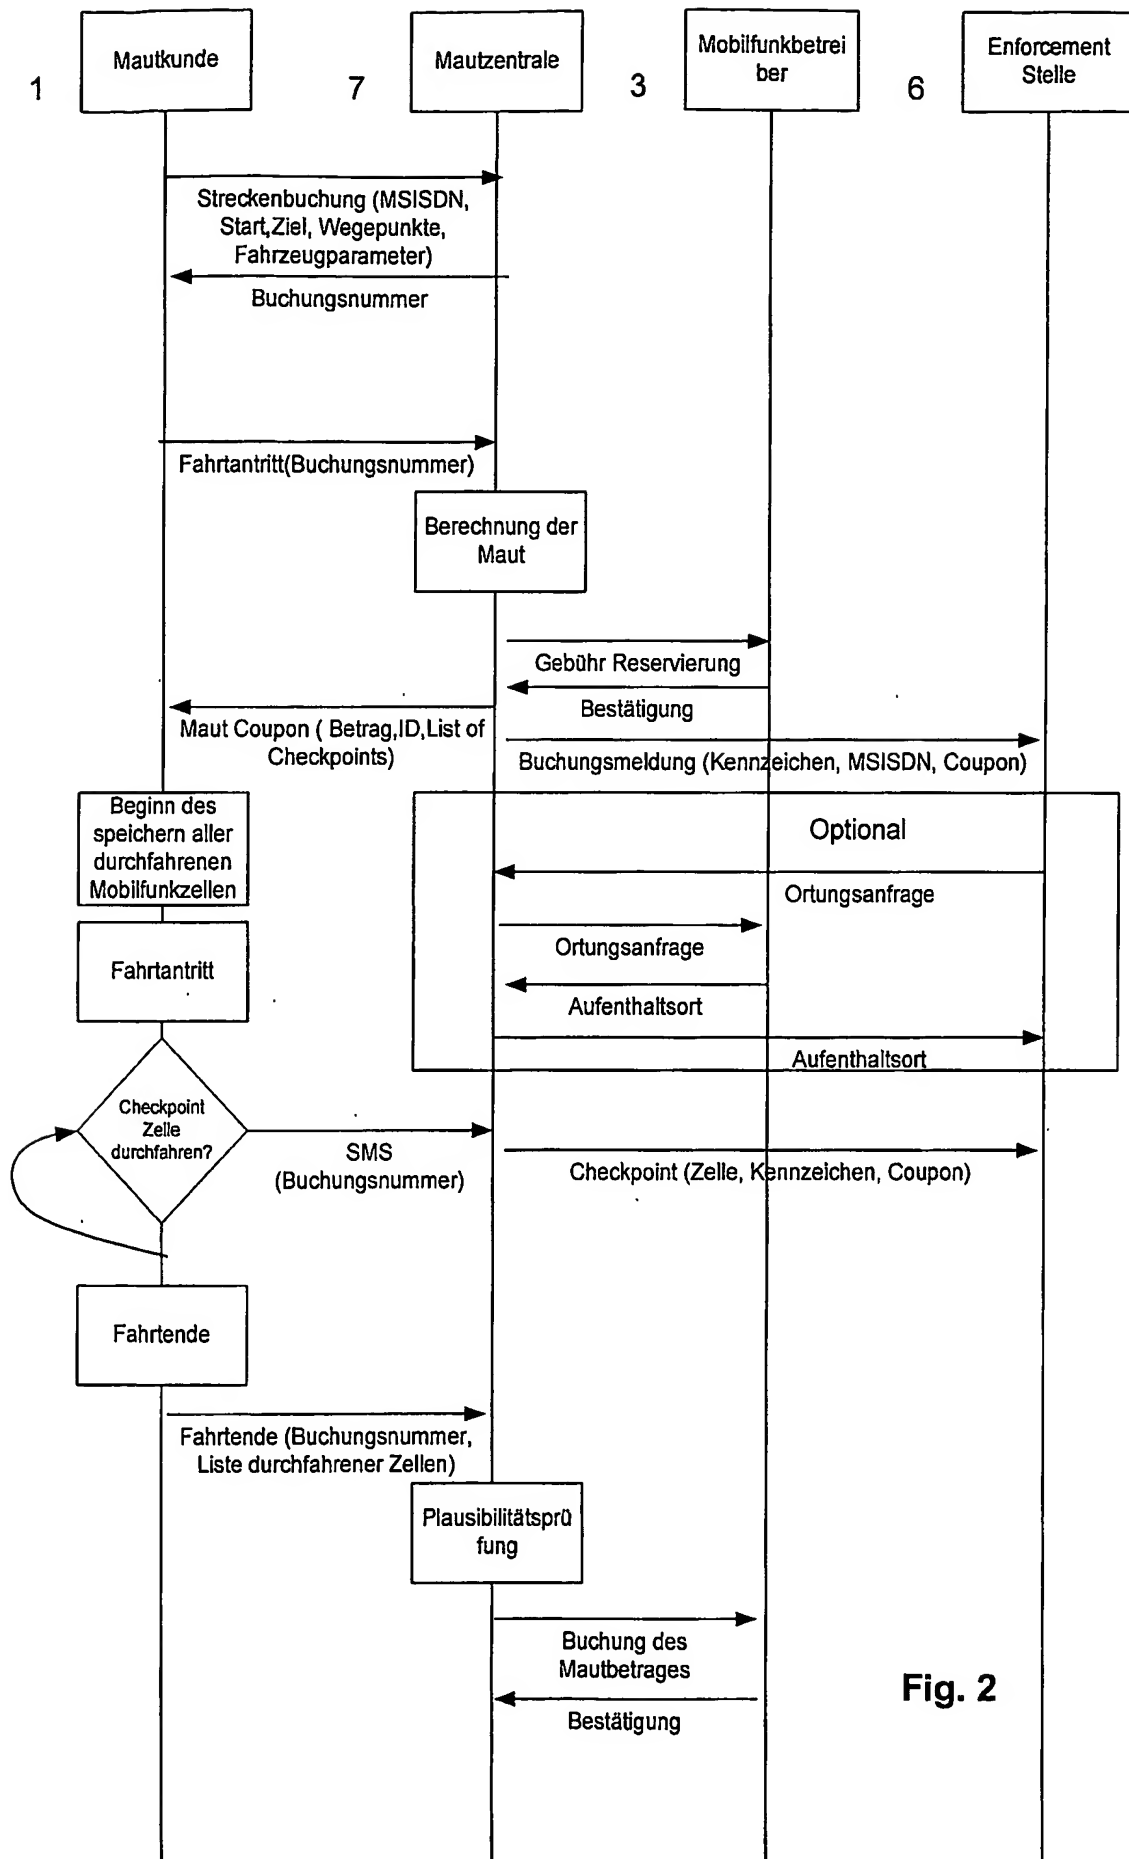 Mautkunde
Mautzentrale
Mobilfunkbetrei
ber
Enforcement
Stelle
1
7
3
6
Streckenbuchung (MSISDN,
Start,Ziel, Wegepunkte,
Fahrzeugparameter)
Buchungsnummer
Fahrtantritt(Buchungsnummer)
Berechnung der
Maut
Gebühr Reservierung
Bestätigung
Maut Coupon ( Betrag,ID,List of
Checkpoints)
Buchungsmeldung (Kennzeichen, MSISDN, Coupon)
Beginn des
speichern aller
durchfahrenen
Mobilfunkzellen
Optional
Ortungsanfrage
Fahrtantritt
Ortungsanfrage
Aufenthaltsort
Aufenthaltsort
Checkpoint
Zelle
durchfahren?
SMS
(Buchungsnummer)
Checkpoint (Zelle, Kennzeichen, Coupon)
Fahrtende
Fahrtende (Buchungsnummer,
Liste durchfahrener Zellen)
Plausibilitätsprü
fung
Buchung des
Mautbetrages
Bestätigung
Fig. 2